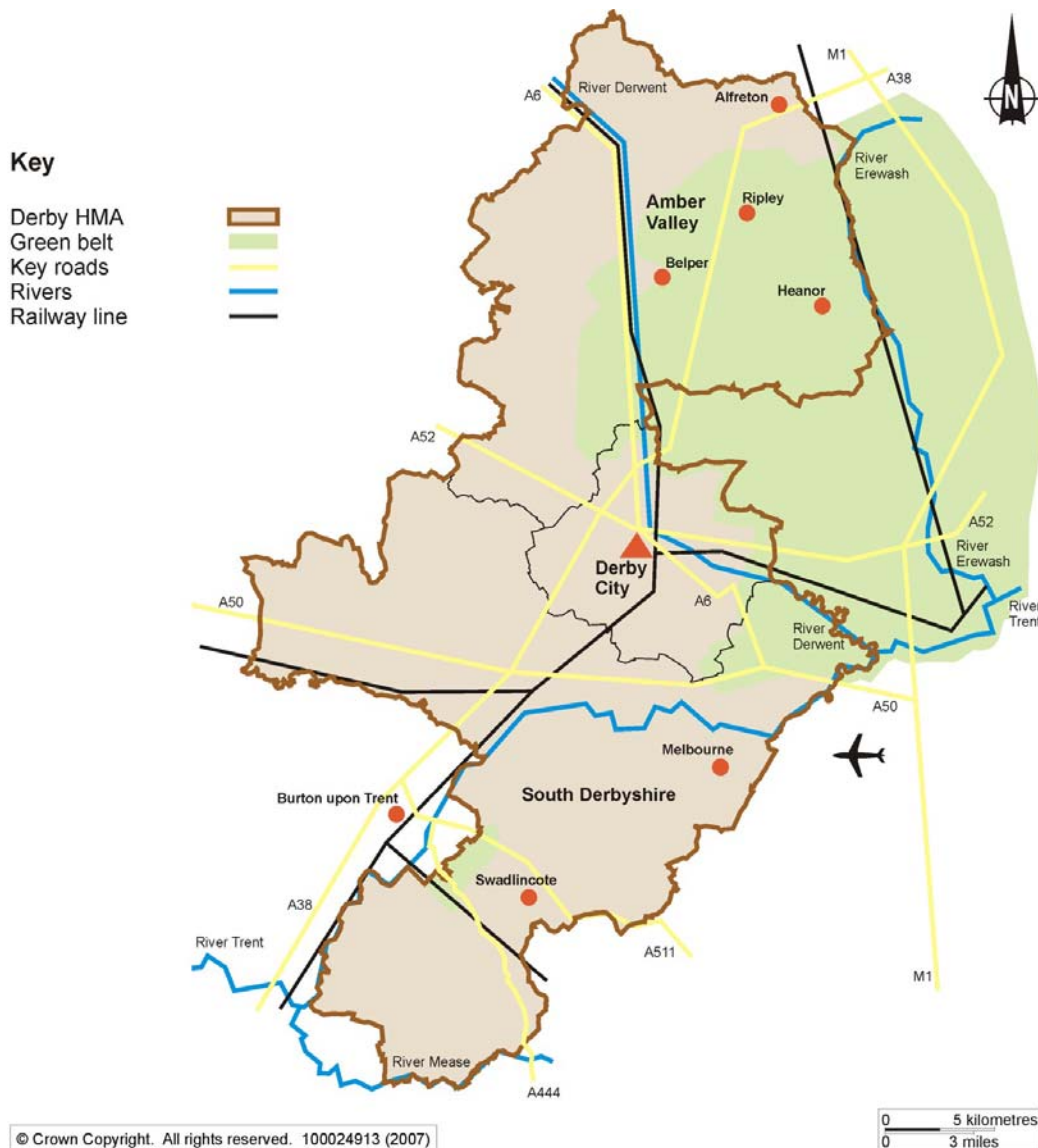 M1
A38
River Derwent
A6
Alfreton
N
Key
River
Erewash
Derby HMA
Green belt
Key roads
Rivers
Railway line
Amber
Valley
Ripley
Belper
Heanor
A52
A52
River
Erewash
Derby
City
A6
A50
River
Trent
River
Derwent
A50
Melbourne
Burton upon Trent
South Derbyshire
Swadlincote
A38
River Trent
A511
M1
River Mease
A444
© Crown Copyright. All rights reserved. 100024913 (2007)
0 5 kilometres
0 3 miles